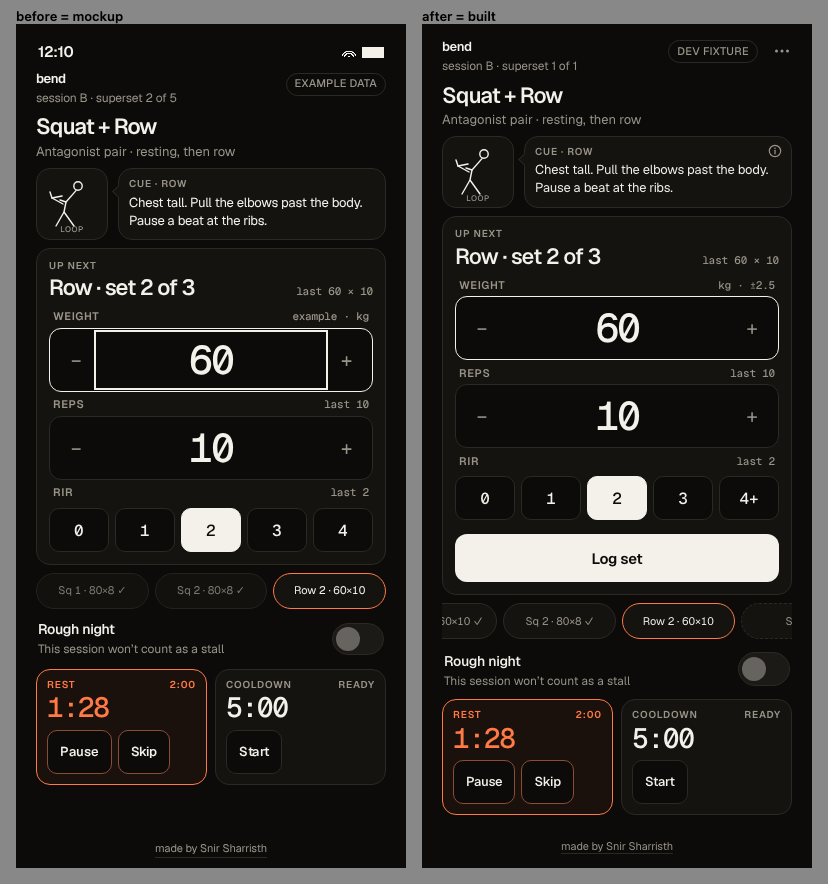 before = mockup
12:10
bend
session B · superset 2 of 5
EXAMPLE DATA
Squat + Row
Antagonist pair · resting, then row
LOOP
CUE · ROW
Chest tall. Pull the elbows past the body.
Pause a beat at the ribs.
UP NEXT
Row · set 2 of 3
last 60 × 10
WEIGHT
example · kg
− 60 +
REPS
last 10
− 10 +
RIR
last 2
0 1 2 3 4
Sq 1 · 80×8 ✓
Sq 2 · 80×8 ✓
Row 2 · 60×10
Rough night
This session won't count as a stall
REST
2:00
1:28
Pause
Skip
COOLDOWN
READY
5:00
Start
made by Snir Sharristh
after = built
bend
session B · superset 1 of 1
DEV FIXTURE
Squat + Row
Antagonist pair · resting, then row
LOOP
CUE · ROW
Chest tall. Pull the elbows past the body.
Pause a beat at the ribs.
UP NEXT
Row · set 2 of 3
last 60 × 10
WEIGHT
kg · ±2.5
− 60 +
REPS
last 10
− 10 +
RIR
last 2
0 1 2 3 4+
Log set
60×10 ✓
Sq 2 · 80×8 ✓
Row 2 · 60×10
S
Rough night
This session won't count as a stall
REST
2:00
1:28
Pause
Skip
COOLDOWN
READY
5:00
Start
made by Snir Sharristh